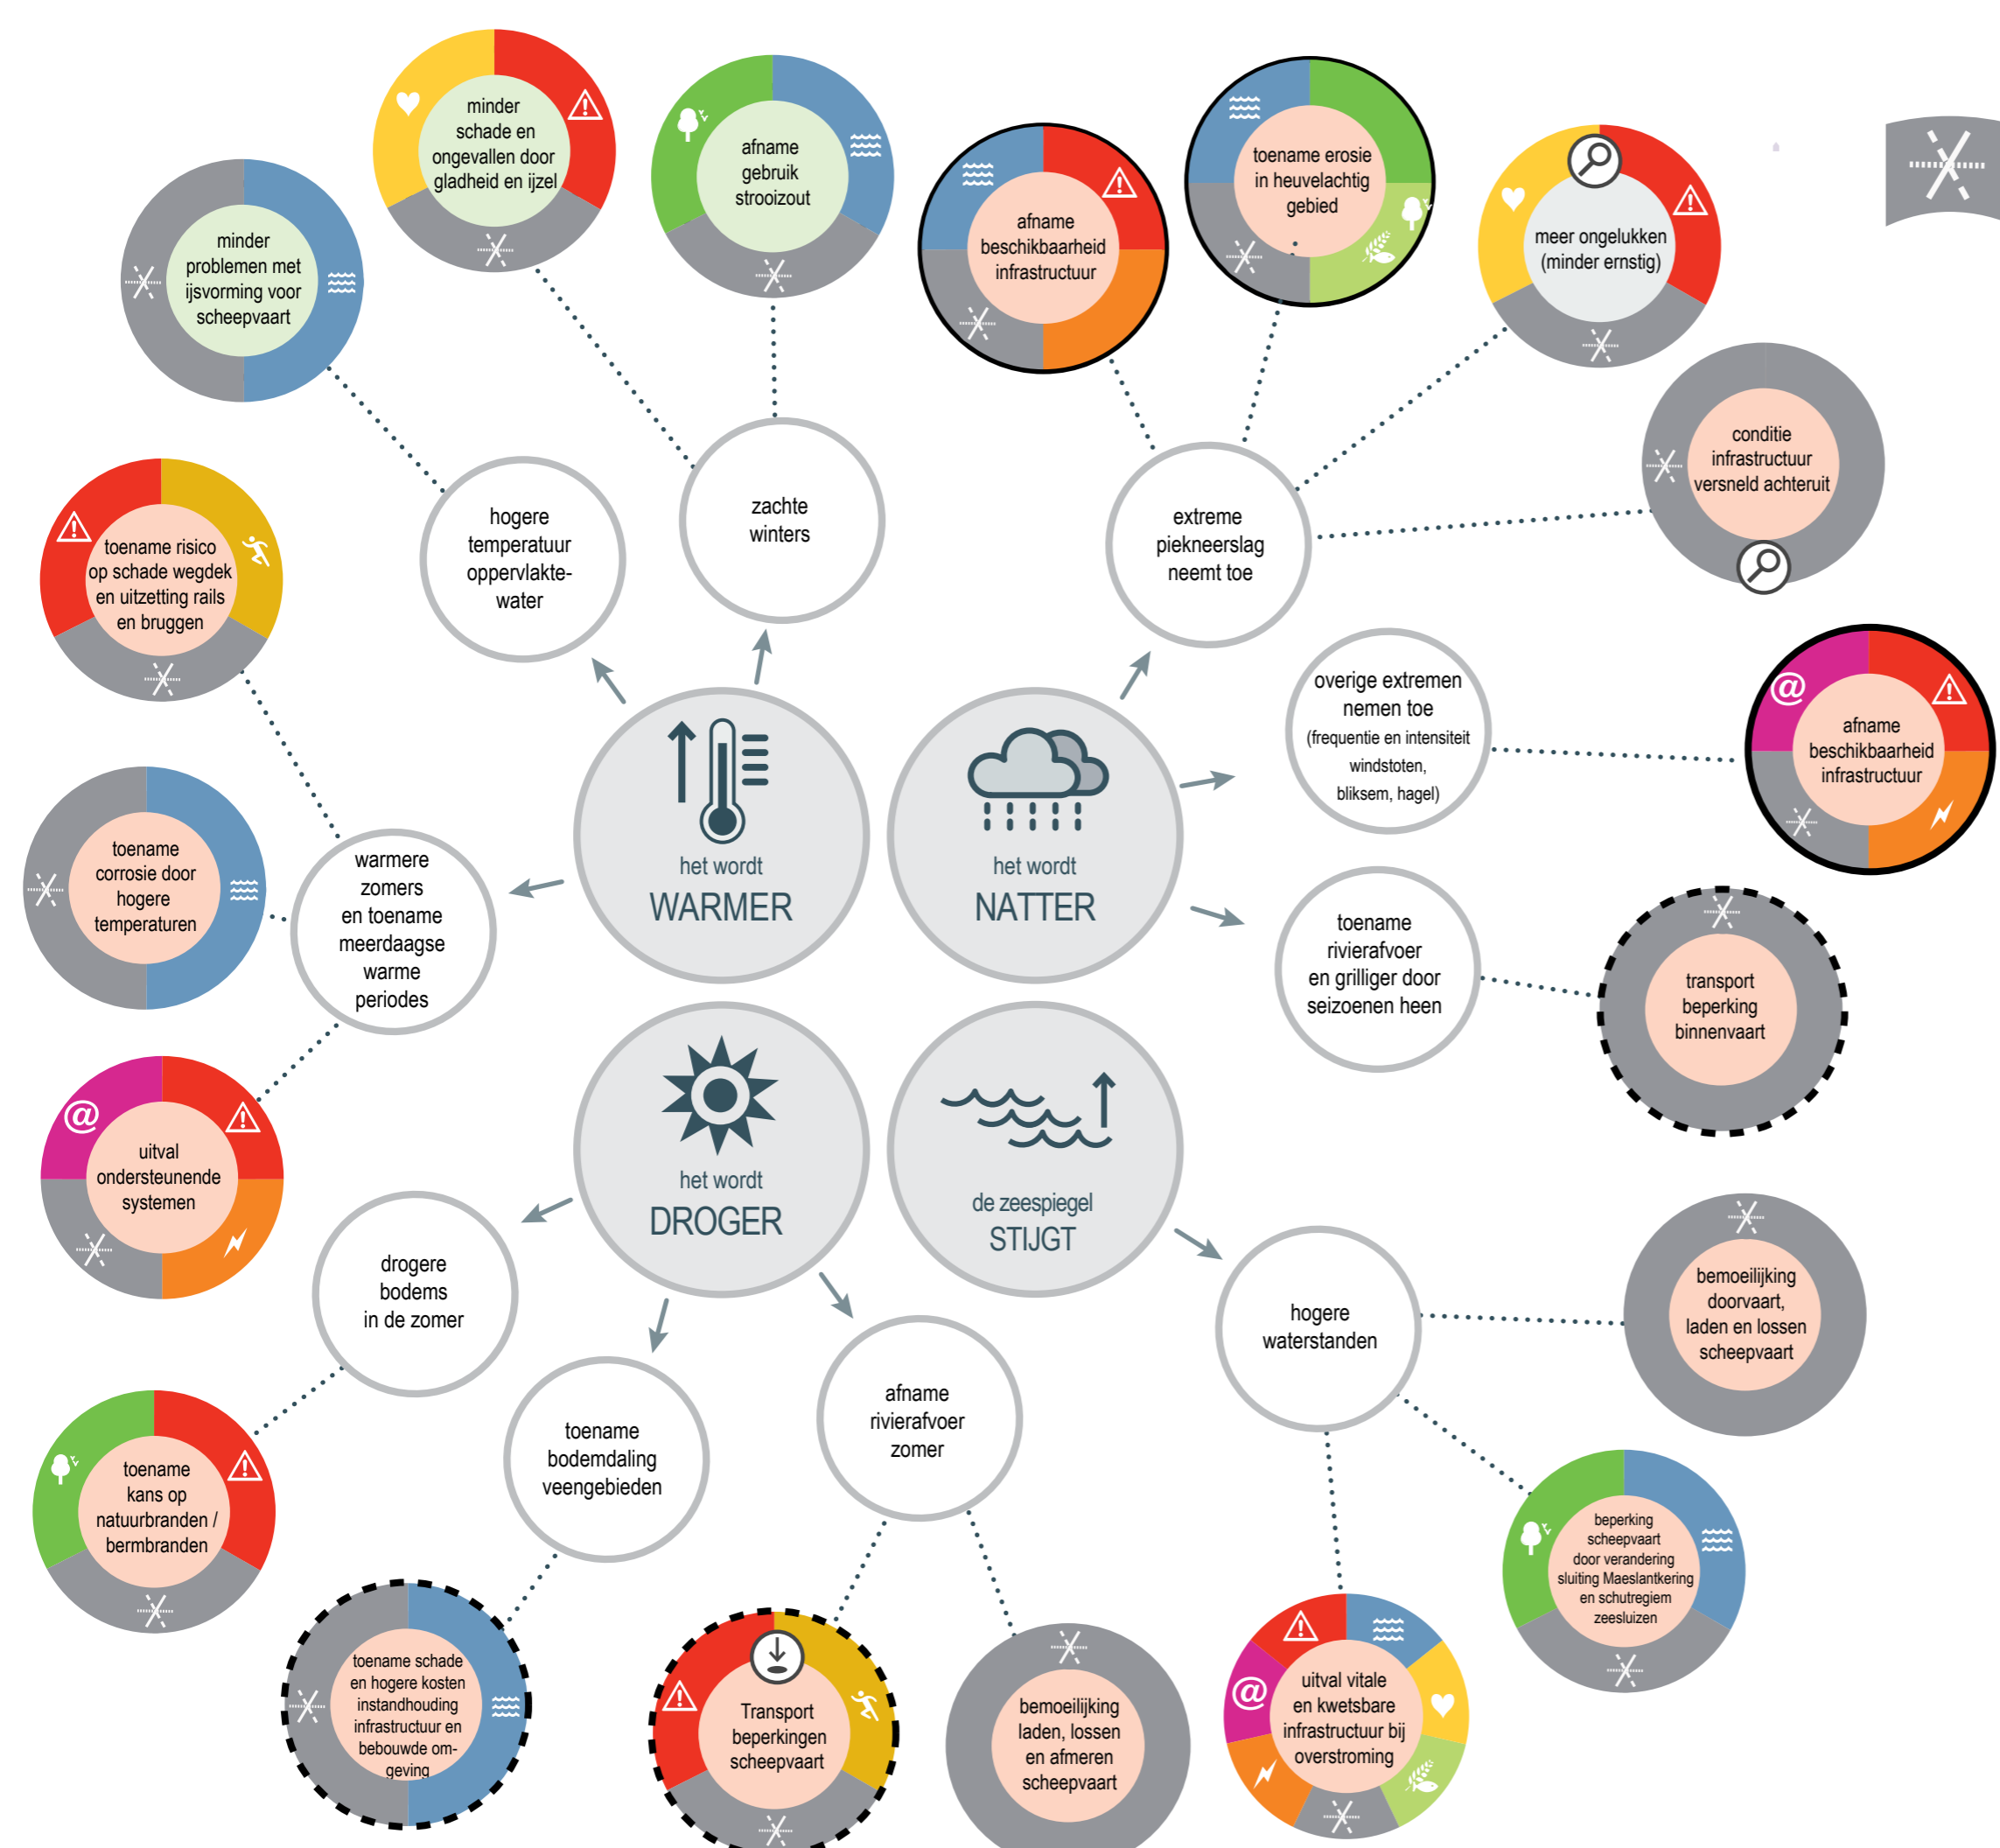 minder
schade en
ongevallen door
gladheid en ijzel
afname
gebruik
strooizout
minder
problemen met
ijsvorming voor
scheepvaart
afname
beschikbaarheid
infrastructuur
toename erosie
in heuvelachtig
gebied
meer ongelukken
(minder ernstig)
conditie
infrastructuur
versneld achteruit
toename risico
op schade wegdek
en uitzetting rails
en bruggen
hogere
temperatuur
oppervlakte-
water
zachte
winters
extreme
piekneerslag
neemt toe
overige extremen
nemen toe
(frequentie en intensiteit
windstoten,
bliksem, hagel)
@
afname
beschikbaarheid
infrastructuur
toename
corrosie door
hogere
temperaturen
warmere
zomers
en toename
meerdaagse
warme
periodes
het wordt
WARMER
het wordt
NATTER
toename
rivierafvoer
en grilliger door
seizoenen heen
transport
beperking
binnenvaart
@
uitval
ondersteunende
systemen
het wordt
DROGER
de zeespiegel
STIJGT
drogere
bodems
in de zomer
hogere
waterstanden
bemoeilijking
doorvaart,
laden en lossen
scheepvaart
toename
kans op
natuurbranden /
bermbranden
toename
bodemdaling
veengebieden
afname
rivierafvoer
zomer
beperking
scheepvaart
door verandering
sluiting Maeslantkering
en schutregiem
zeesluizen
toename schade
en hogere kosten
instandhouding
infrastructuur en
bebouwde om-
geving
Transport
beperkingen
scheepvaart
bemoeilijking
laden, lossen
en afmeren
scheepvaart
@
uitval vitale
en kwetsbare
infrastructuur bij
overstroming